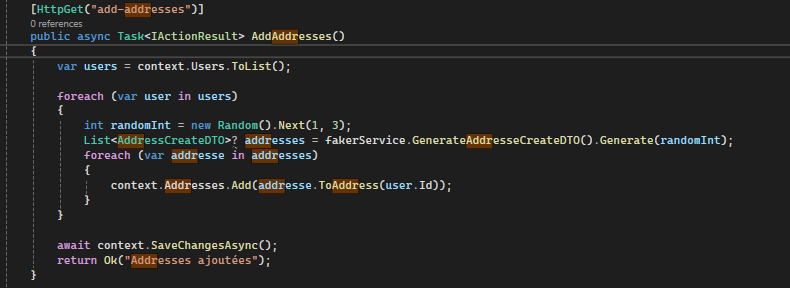 [HttpGet("add-addresses")]
0 references
public async Task<IActionResult> AddAddresses()
{
var users = context.Users.ToList();
foreach (var user in users)
{
int randomInt = new Random().Next(1, 3);
List<AddressCreateDTO>? addresses = fakerService.GenerateAddresseCreateDTO().Generate(randomInt);
foreach (var addresse in addresses)
{
context.Addresses.Add(addresse.ToAddress(user.Id));
}
}
await context.SaveChangesAsync();
return Ok("Addresses ajoutées");
}